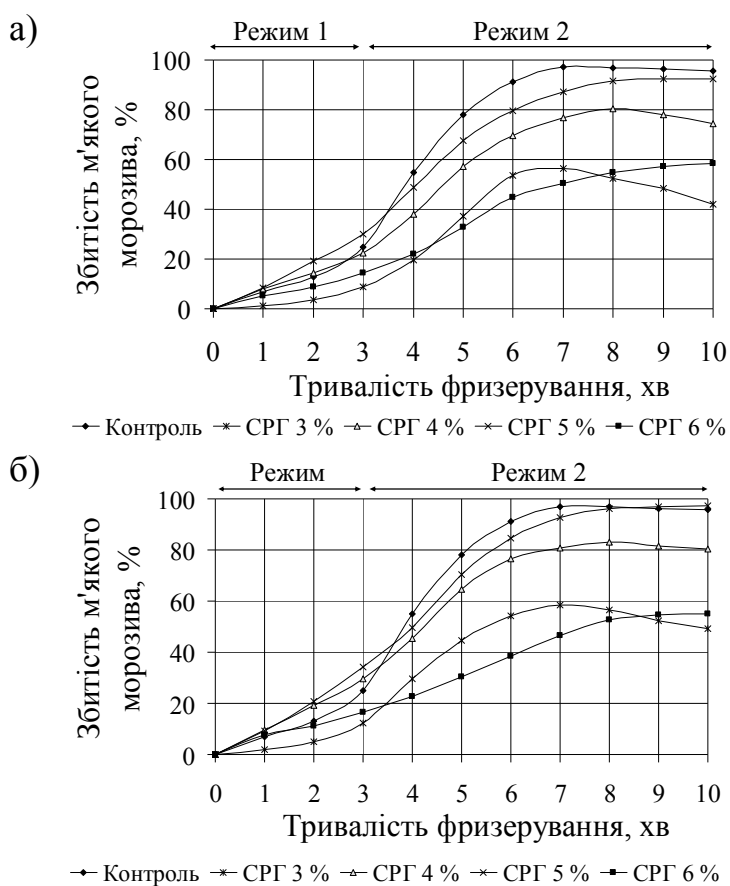 а)
Режим 1 Режим 2
Збитість м'якого
морозива, %
100
80
60
40
20
0
0 1 2 3 4 5 6 7 8 9 10
Тривалість фризерування, хв
Контроль СРГ 3 % СРГ 4 % СРГ 5 % СРГ 6 %
б)
Режим Режим 2
Збитість м'якого
морозива, %
100
80
60
40
20
0
0 1 2 3 4 5 6 7 8 9 10
Тривалість фризерування, хв
Контроль СРГ 3 % СРГ 4 % СРГ 5 % СРГ 6 %